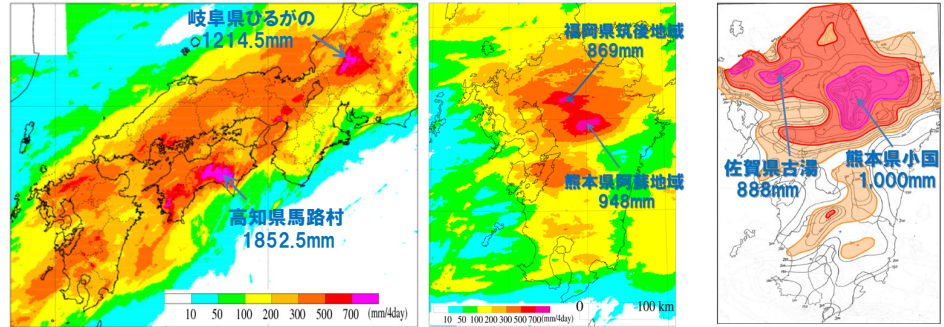 岐阜県ひるがの
1214.5mm
高知県馬路村
1852.5mm
10 50 100 200 300 500 700 (mm/4day)
福岡県筑後地域
869mm
熊本県阿蘇地域
948mm
10 50 100 200 300 500 700 (mm/4day)
0 100 km
佐賀県古湯
888mm
熊本県小国
1,000mm